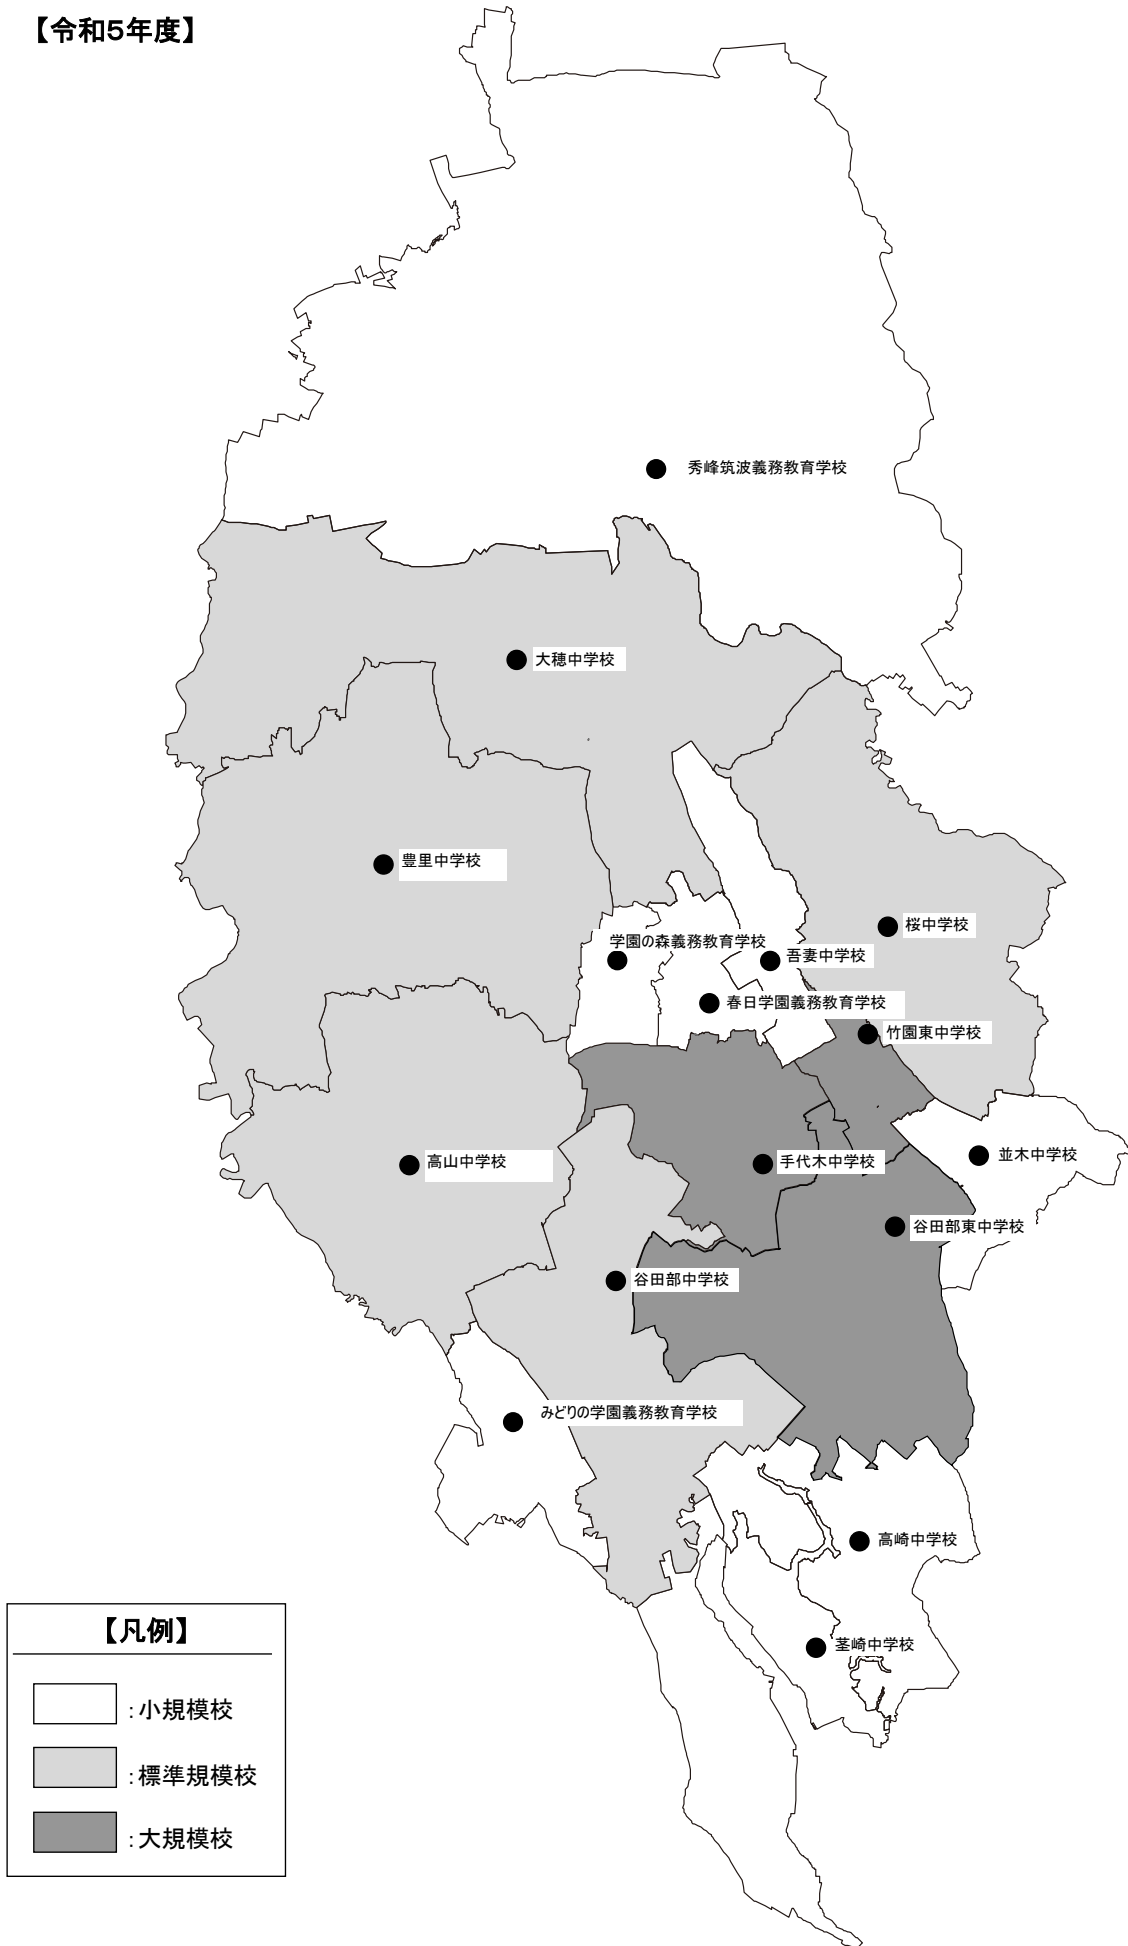 【令和5年度】
秀峰筑波義務教育学校
大穂中学校
豊里中学校
桜中学校
学園の森義務教育学校
吾妻中学校
春日学園義務教育学校
竹園東中学校
並木中学校
高山中学校
手代木中学校
谷田部東中学校
谷田部中学校
みどりの学園義務教育学校
高崎中学校
茎崎中学校
【凡例】
:小規模校
:標準規模校
:大規模校